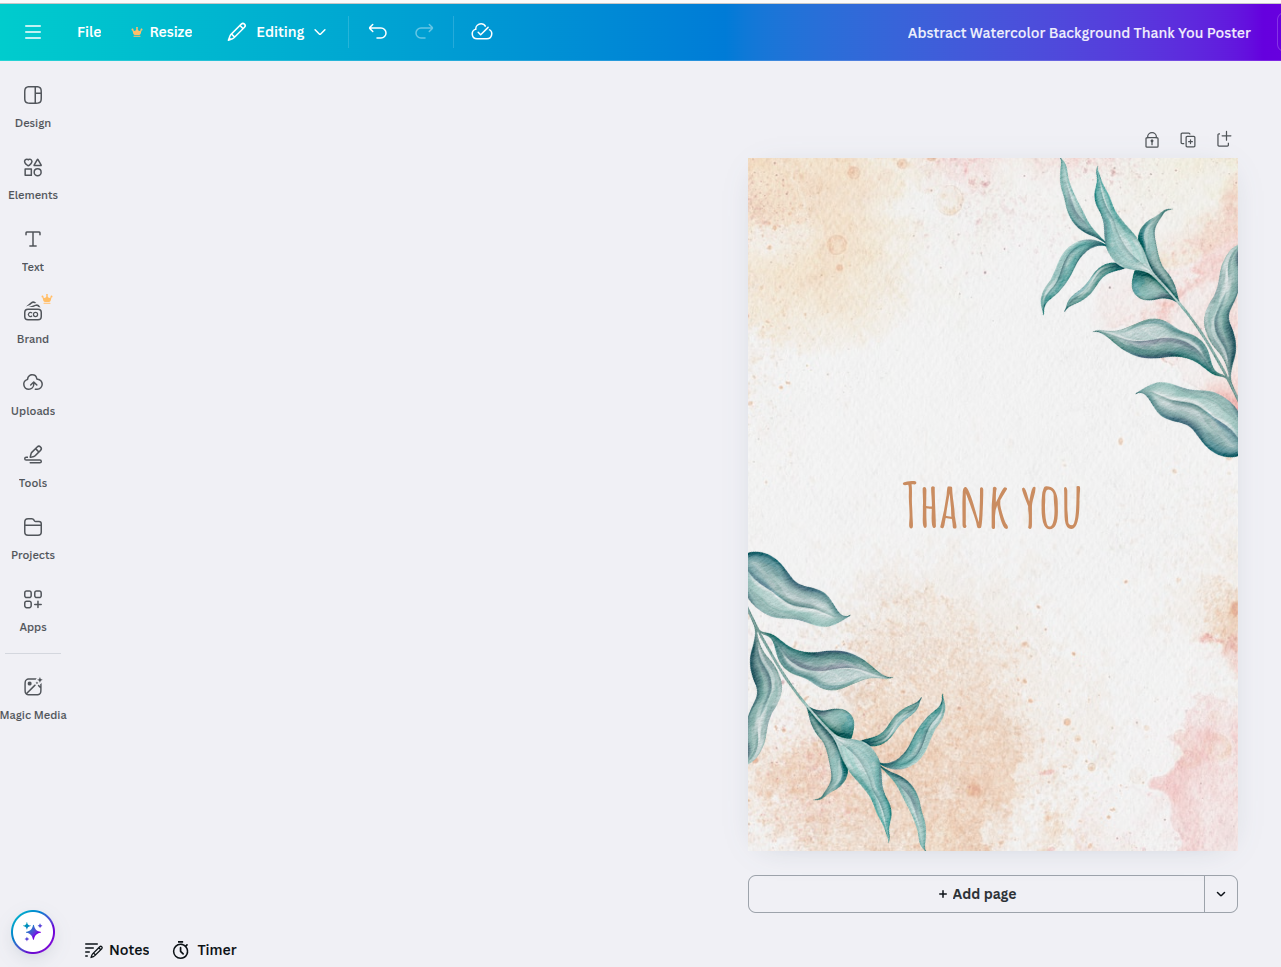 File
Resize
Editing
Abstract Watercolor Background Thank You Poster
Design
Elements
Text
CO
Brand
Uploads
Tools
Projects
Apps
Magic Media
THANK YOU
+ Add page
Notes
Timer